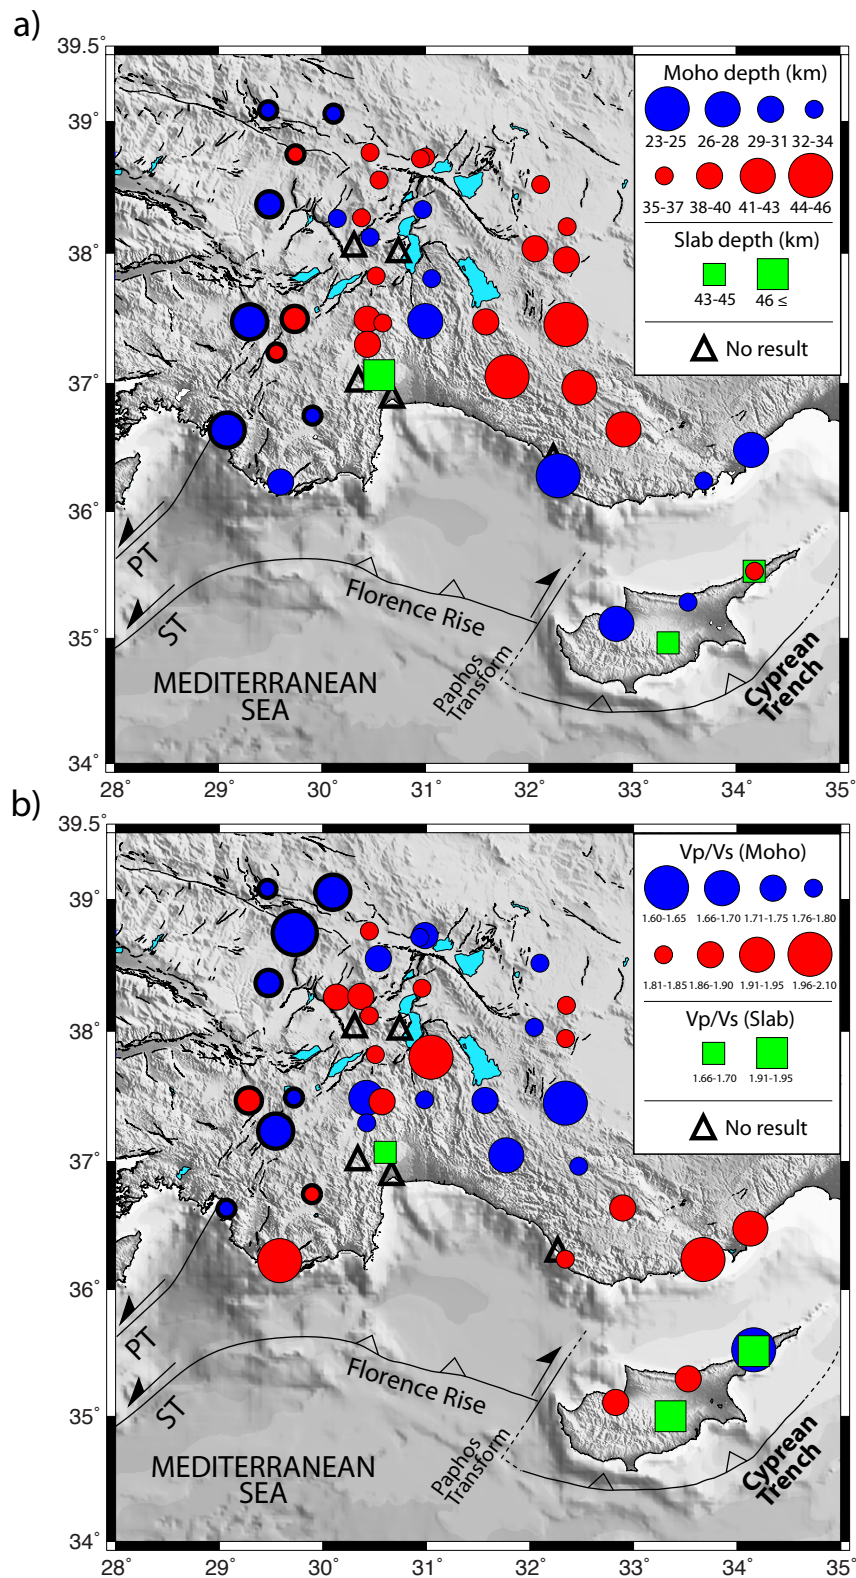 a)
39.5˚
39˚
38˚
37˚
36˚
35˚
34˚
28˚ 29˚ 30˚ 31˚ 32˚ 33˚ 34˚ 35˚
Moho depth (km)
23-25 26-28 29-31 32-34
35-37 38-40 41-43 44-46
Slab depth (km)
43-45 46 ≤
No result
PT
ST
Florence Rise
Paphos
Transform
Cyprean
Trench
MEDITERRANEAN
SEA
b)
39.5˚
39˚
38˚
37˚
36˚
35˚
34˚
28˚ 29˚ 30˚ 31˚ 32˚ 33˚ 34˚ 35˚
Vp/Vs (Moho)
1.60-1.65 1.66-1.70 1.71-1.75 1.76-1.80
1.81-1.85 1.86-1.90 1.91-1.95 1.96-2.10
Vp/Vs (Slab)
1.66-1.70 1.91-1.95
No result
PT
ST
Florence Rise
Paphos
Transform
Cyprean
Trench
MEDITERRANEAN
SEA